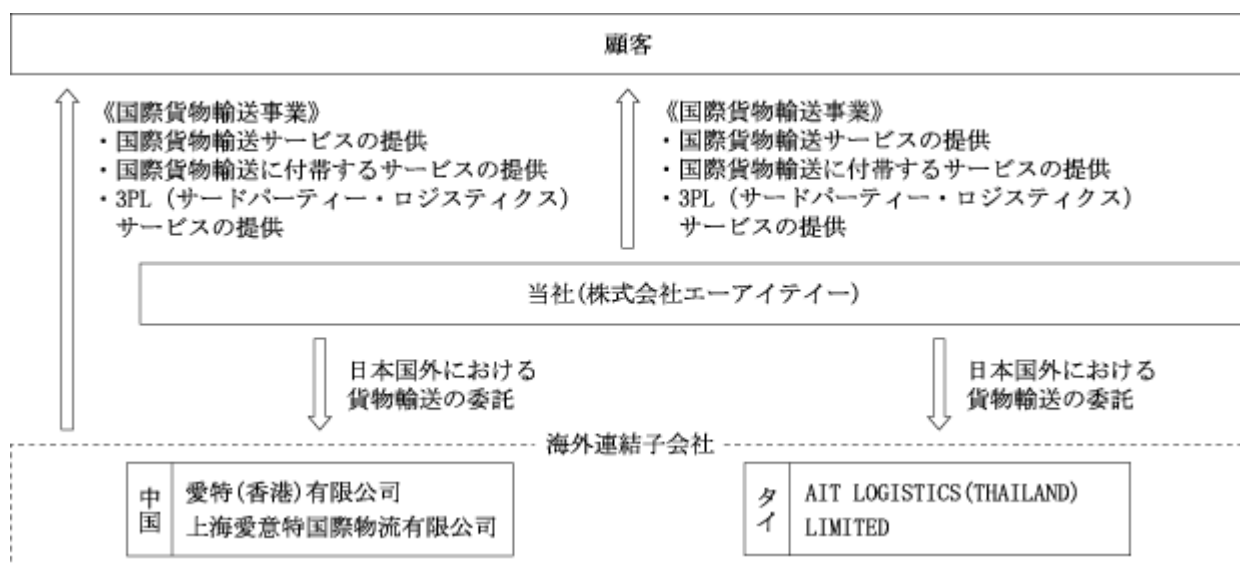 顧客
《国際貨物輸送事業》
・国際貨物輸送サービスの提供
・国際貨物輸送に付帯するサービスの提供
・3PL（サードパーティー・ロジスティクス）
サービスの提供
《国際貨物輸送事業》
・国際貨物輸送サービスの提供
・国際貨物輸送に付帯するサービスの提供
・3PL（サードパーティー・ロジスティクス）
サービスの提供
当社(株式会社エーアイテイー)
日本国外における
貨物輸送の委託
日本国外における
貨物輸送の委託
海外連結子会社
中国
愛特(香港)有限公司
上海愛意特国際物流有限公司
タイ
AIT LOGISTICS(THAILAND)
LIMITED